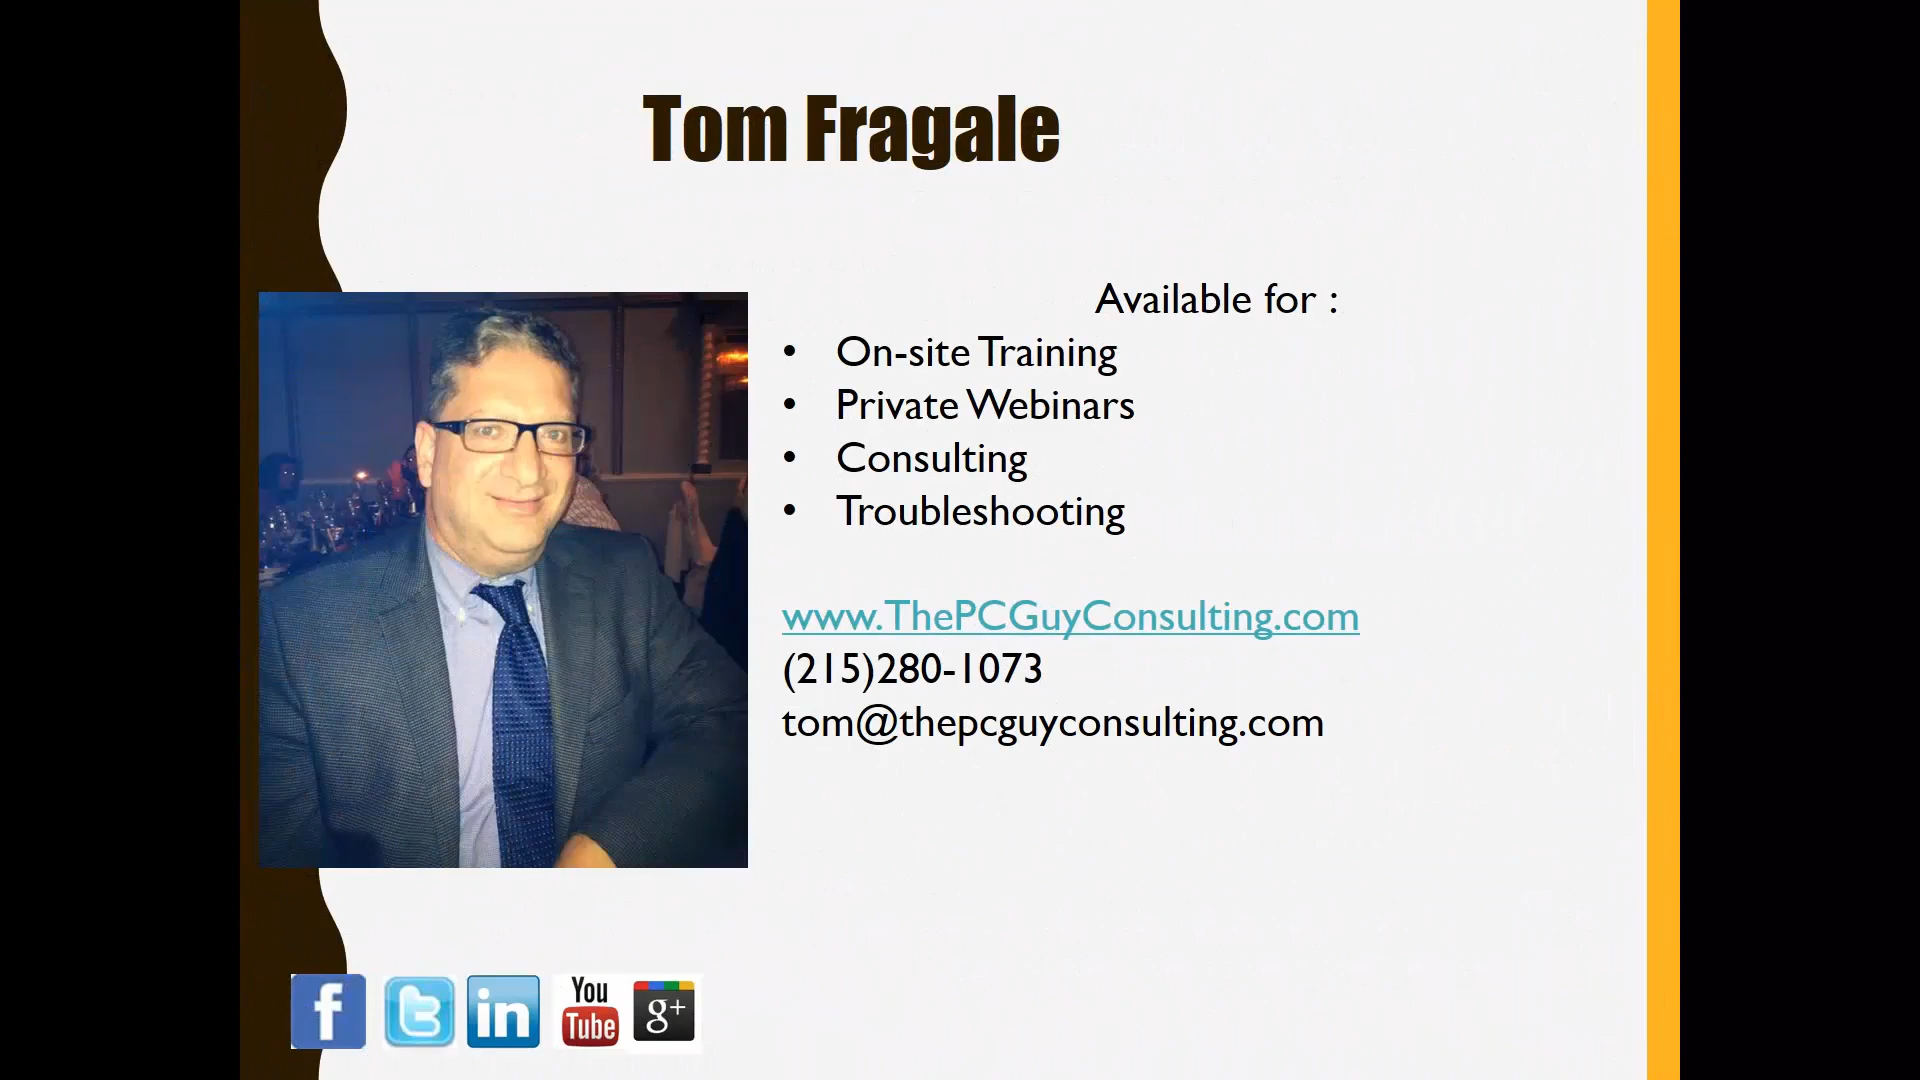 Tom Fragale
Available for :
• On-site Training
• Private Webinars
• Consulting
• Troubleshooting
www.ThePCGuyConsulting.com
(215)280-1073
tom@thepcguyconsulting.com
f
t
in
You
Tube
g+